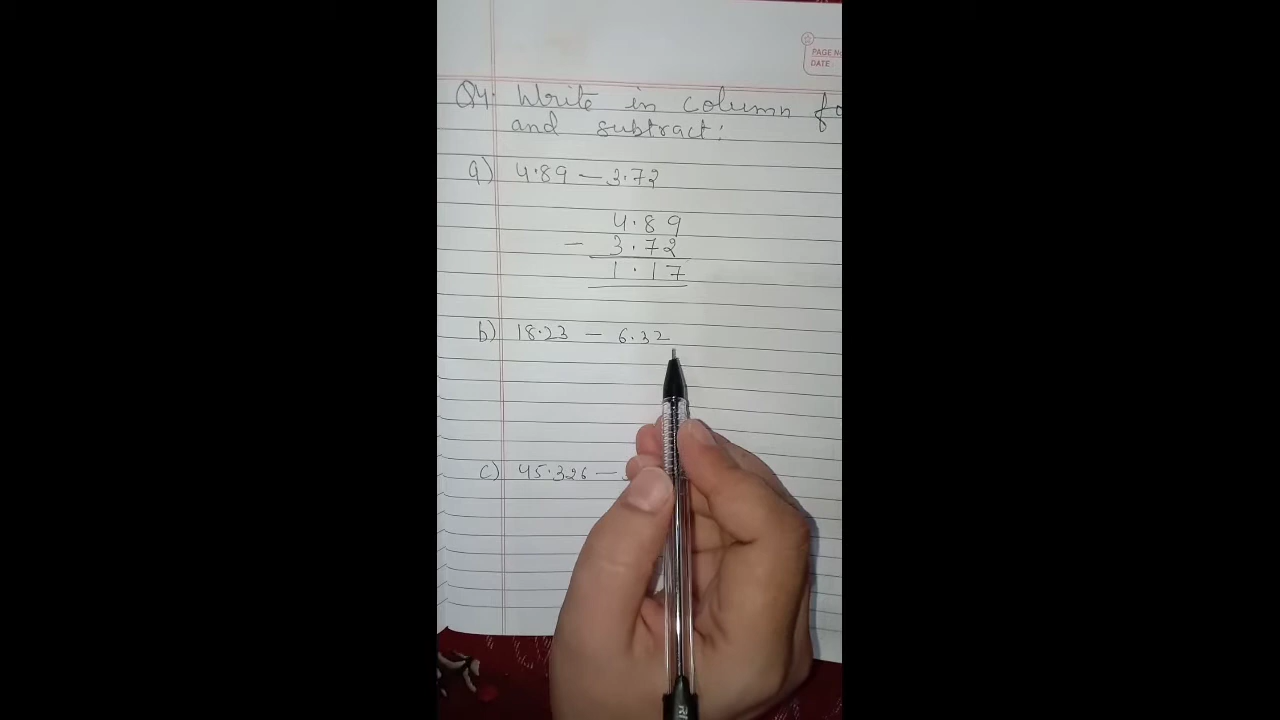 PAGE
DATE
Q4. Write in column
and subtract:
a) 4.89 — 3.72
4.89
- 3.72
1.17
b) 18.23 — 6.32
c) 45.326 —